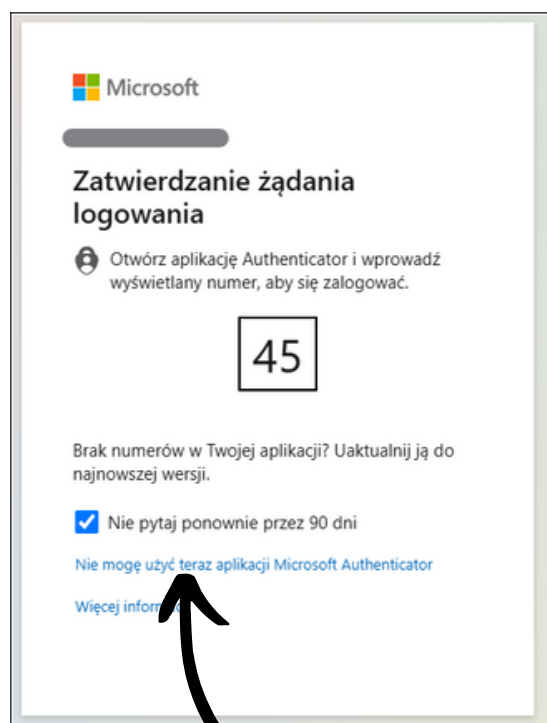 Microsoft
Zatwierdzanie żądania
logowania
Otwórz aplikację Authenticator i wprowadź
wyświetlany numer, aby się zalogować.
45
Brak numerów w Twojej aplikacji? Uaktualnij ją do
najnowszej wersji.
Nie pytaj ponownie przez 90 dni
Nie mogę użyć teraz aplikacji Microsoft Authenticator
Więcej